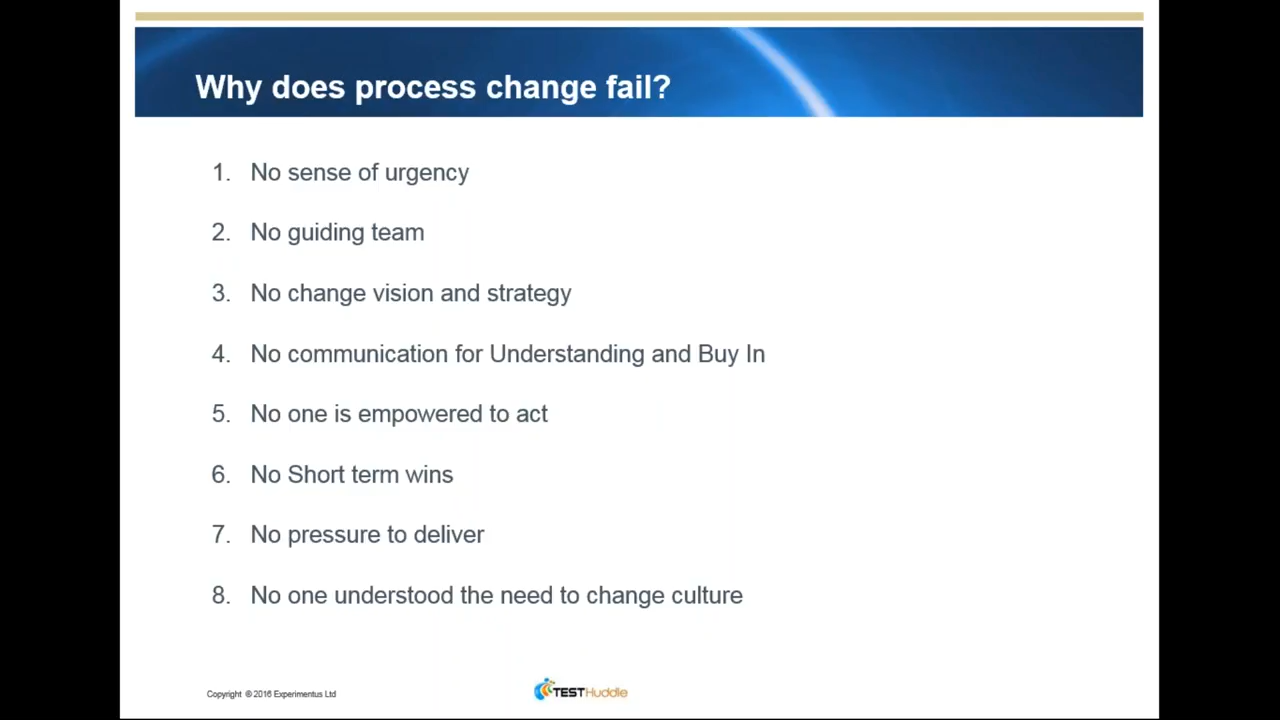 Why does process change fail?
1. No sense of urgency
2. No guiding team
3. No change vision and strategy
4. No communication for Understanding and Buy In
5. No one is empowered to act
6. No Short term wins
7. No pressure to deliver
8. No one understood the need to change culture
Copyright ® 2016 Experimentus Ltd
TESTHuddle